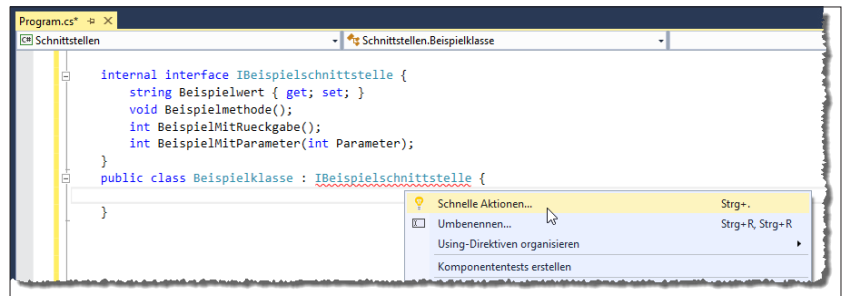 Program.cs*
C# Schnittstellen Schnittstellen.Beispielklasse
internal interface IBeispielschnittstelle {
string Beispielwert { get; set; }
void Beispielmethode();
int BeispielMitRueckgabe();
int BeispielMitParameter(int Parameter);
}
public class Beispielklasse : IBeispielschnittstelle {
}
Schnelle Aktionen... Strg+.
Umbenennen... Strg+R, Strg+R
Using-Direktiven organisieren
Komponententests erstellen